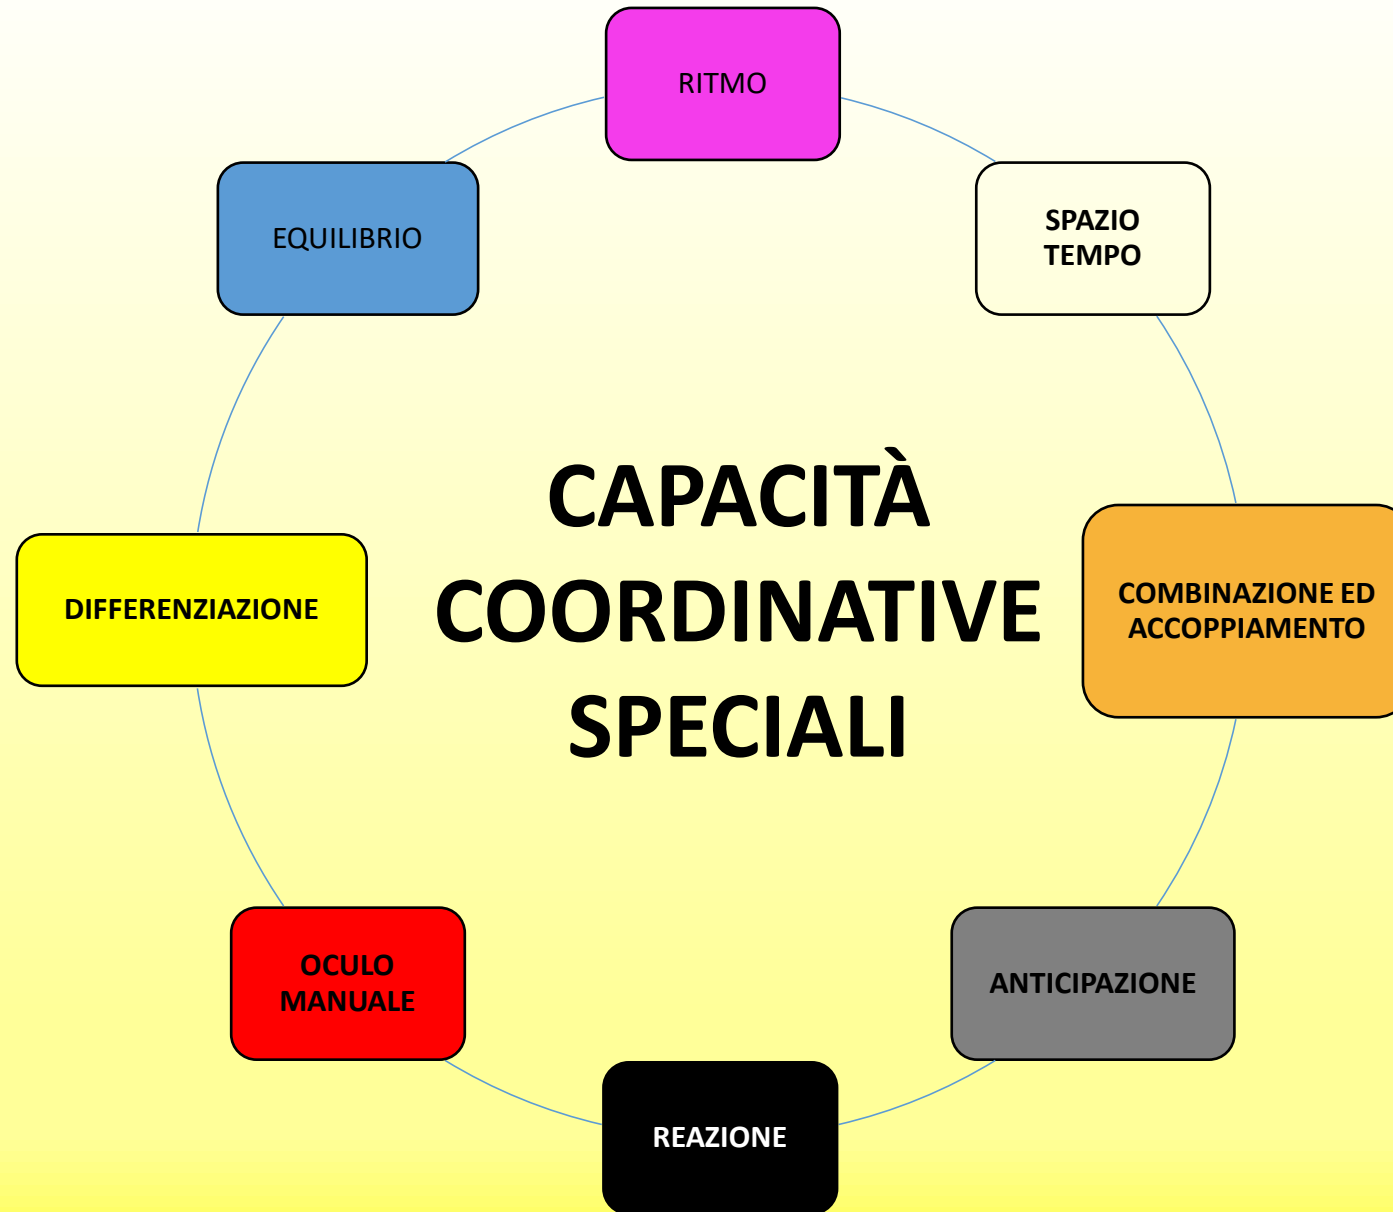 RITMO
SPAZIO
TEMPO
EQUILIBRIO
CAPACITÀ
COORDINATIVE
SPECIALI
COMBINAZIONE ED
ACCOPPIAMENTO
DIFFERENZIAZIONE
ANTICIPAZIONE
OCULO
MANUALE
REAZIONE